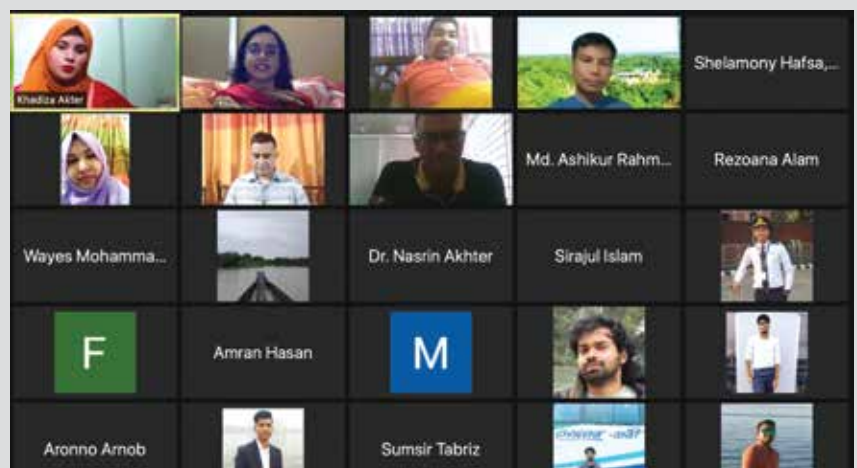 Khadiza Akter
Shelamony Hafsa,...
Md. Ashikur Rahm...
Rezoana Alam
Wayes Mohamma...
Dr. Nasrin Akhter
Sirajul Islam
F
Amran Hasan
M
Aronno Arnob
Sumsir Tabriz